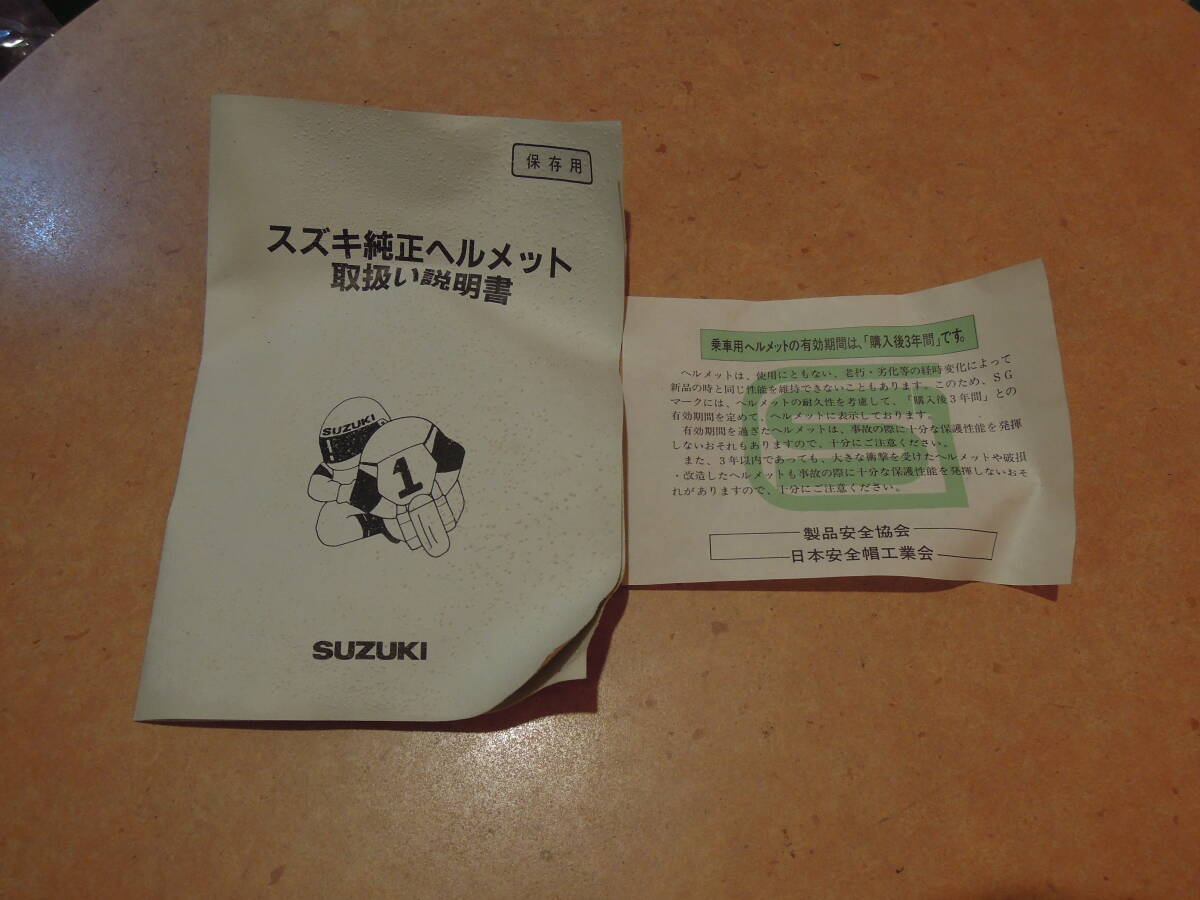 保存用
スズキ純正ヘルメット
取扱い説明書
SUZUKI
1
SUZUKI
乗車用ヘルメットの有効期間は、「購入後3年間」です。
ヘルメットは、使用にともない、老朽・劣化等の経時変化によって
新品の時と同じ性能を維持できないこともあります。このため、SG
マークには、ヘルメットの耐久性を考慮して、「購入後3年間」との
有効期間を定めて、ヘルメットに表示しております。
有効期間を過ぎたヘルメットは、事故の際に十分な保護性能を発揮
しないおそれもありますので、十分にご注意ください。
また、3年以内であっても、大きな衝撃を受けたヘルメットや破損
・改造したヘルメットも事故の際に十分な保護性能を発揮しないおそ
れがありますので、十分にご注意ください。
製品安全協会
日本安全帽工業会